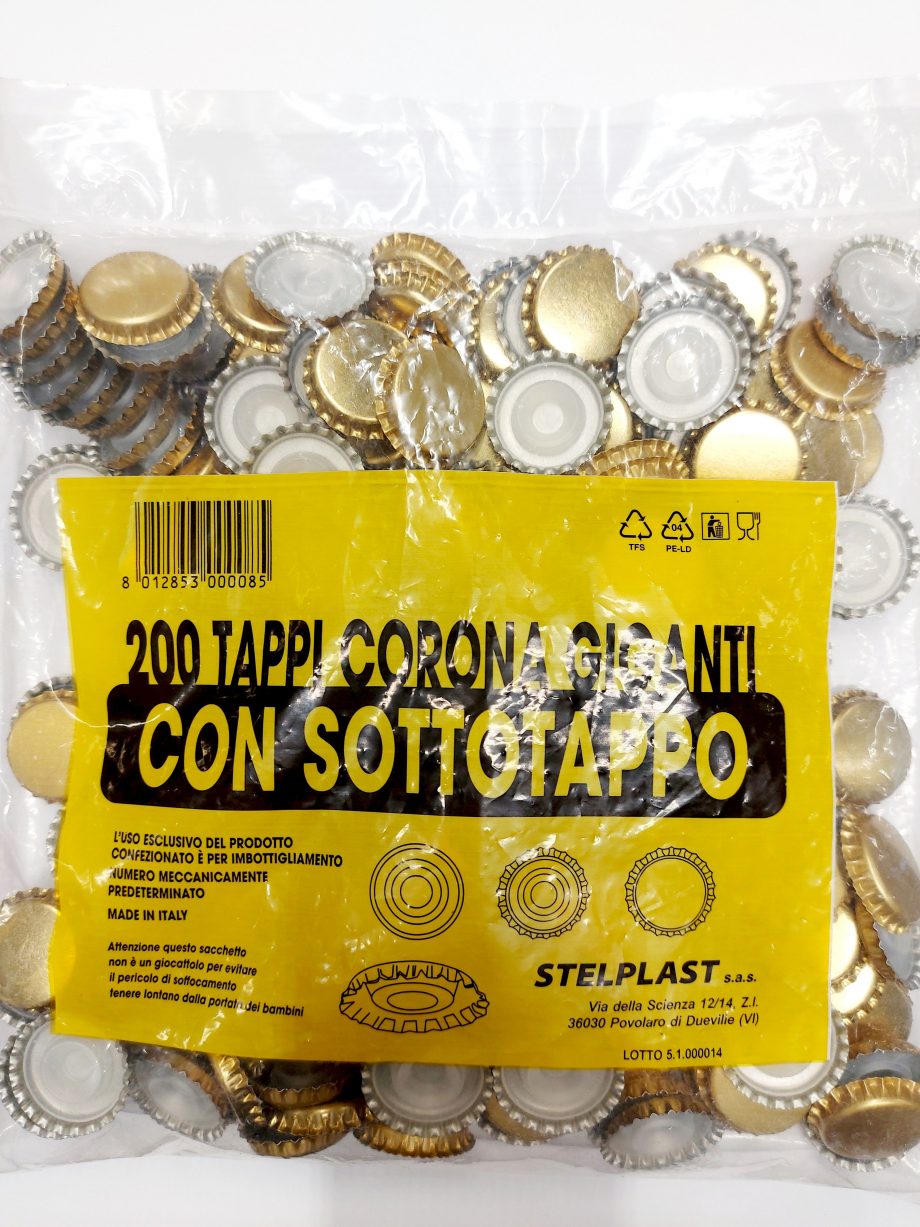 8 012853 000085
04
TFS
PE-LD
200 TAPPI CORONA GIGANTI
CON SOTTOTAPPO
L'USO ESCLUSIVO DEL PRODOTTO
CONFEZIONATO È PER IMBOTTIGLIAMENTO
NUMERO MECCANICAMENTE
PREDETERMINATO
MADE IN ITALY
Attenzione questo sacchetto
non è un giocattolo per evitare
il pericolo di soffocamento
tenere lontano dalla portata dei bambini
STELPLAST s.a.s.
Via della Scienza 12/14, Z.I.
36030 Povolaro di Dueville (VI)
LOTTO 5.1.000014